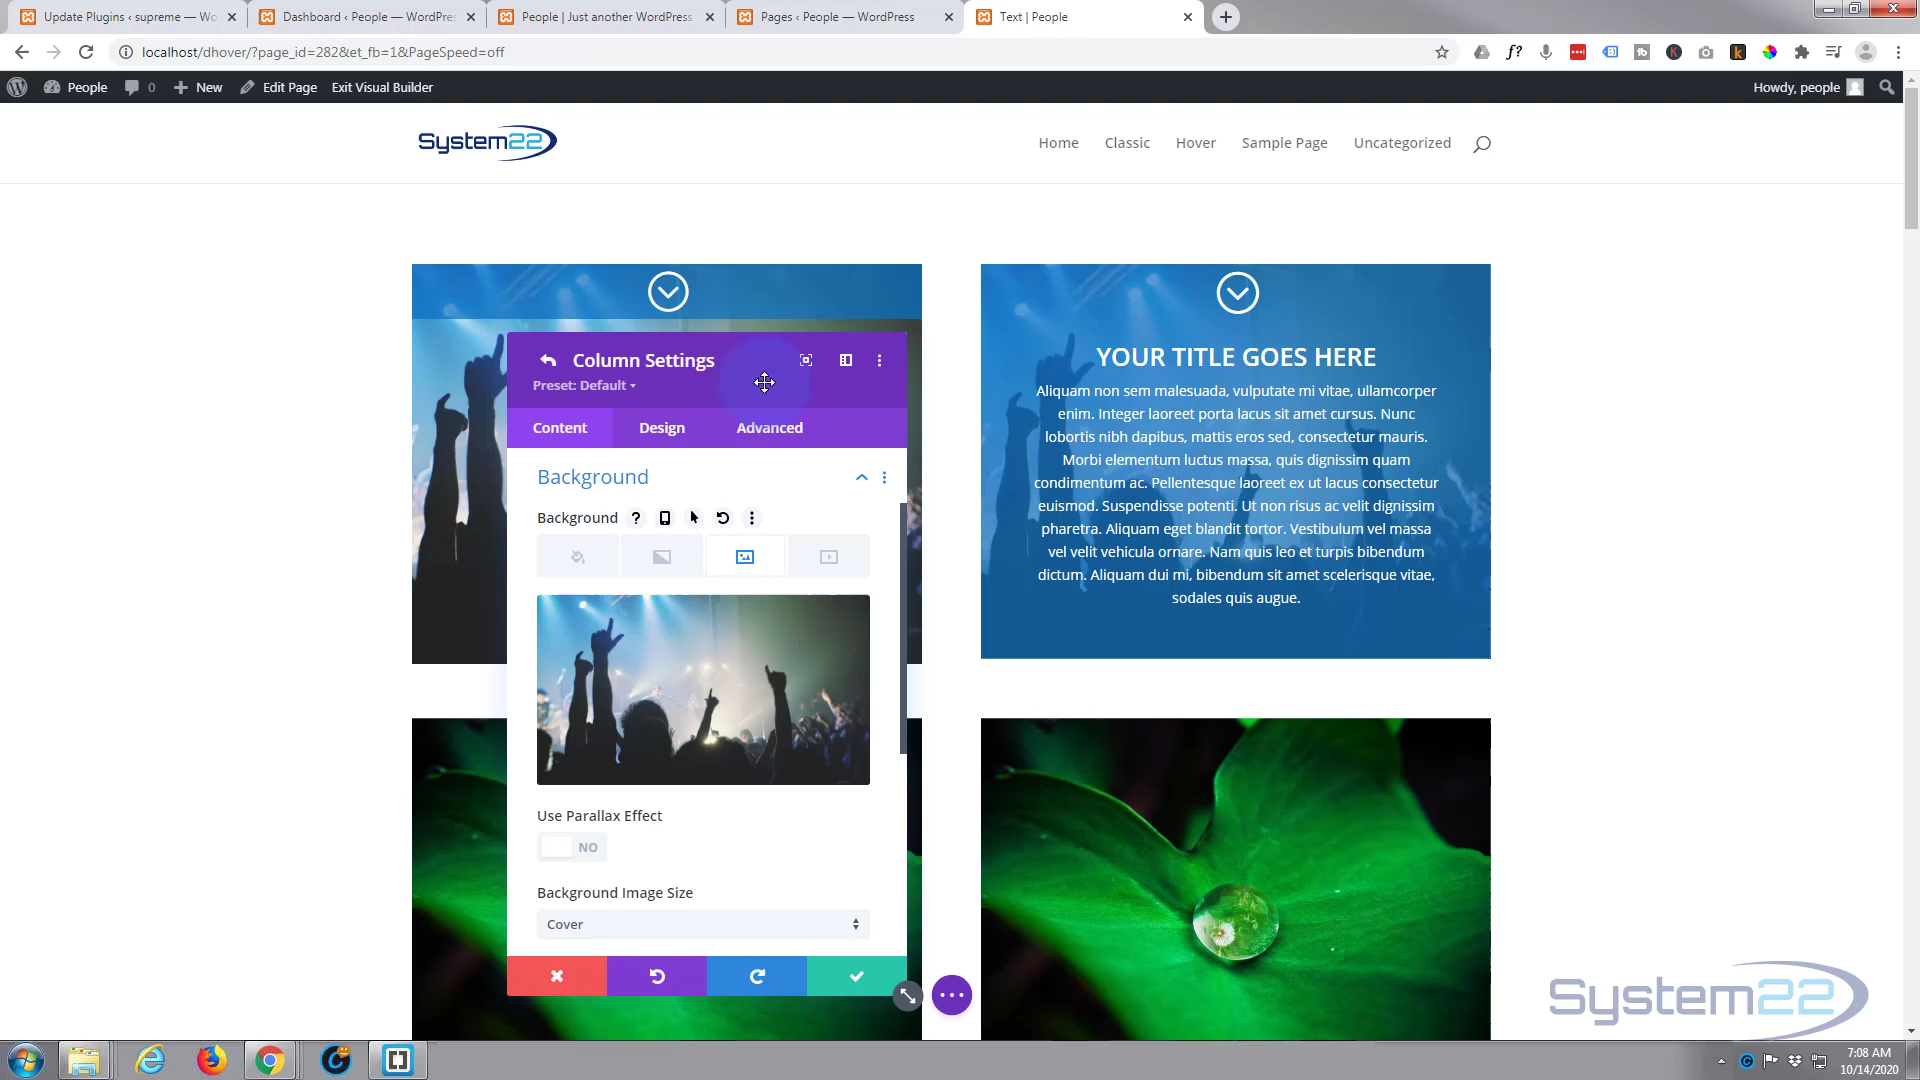 Update Plugins ‹ supreme — Wo
Dashboard ‹ People — WordPres
People | Just another WordPress
Pages ‹ People — WordPress
Text | People
localhost/dhover/?page_id=282&et_fb=1&PageSpeed=off
People
0
New
Edit Page
Exit Visual Builder
Howdy, people
System22
Home
Classic
Hover
Sample Page
Uncategorized
Column Settings
Preset: Default
Content
Design
Advanced
Background
Background
Use Parallax Effect
NO
Background Image Size
Cover
YOUR TITLE GOES HERE
Aliquam non sem malesuada, vulputate mi vitae, ullamcorper
enim. Integer laoreet porta lacus sit amet cursus. Nunc
lobortis nibh dapibus, mattis eros sed, consectetur mauris.
Morbi elementum luctus massa, quis dignissim quam
condimentum ac. Pellentesque laoreet ex ut lacus consectetur
euismod. Suspendisse potenti. Ut non risus ac velit dignissim
pharetra. Aliquam eget blandit tortor. Vestibulum vel massa
vel velit vehicula ornare. Nam quis leo et turpis bibendum
dictum. Aliquam dui mi, bibendum sit amet scelerisque vitae,
sodales quis augue.
System22
7:08 AM
10/14/2020